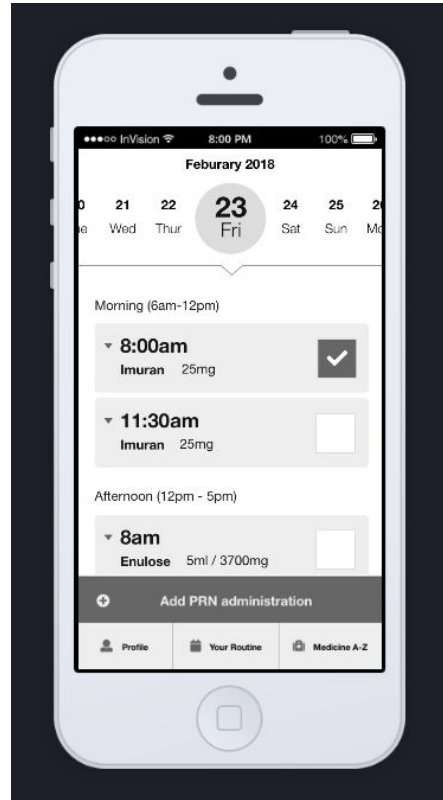 InVision 8:00 PM 100%
Feburary 2018
21 22 23 24 25
Wed Thur Fri Sat Sun
Morning (6am-12pm)
8:00am
Imuran 25mg
11:30am
Imuran 25mg
Afternoon (12pm - 5pm)
8am
Enulose 5ml / 3700mg
Add PRN administration
Profile Your Routine Medicine A-Z